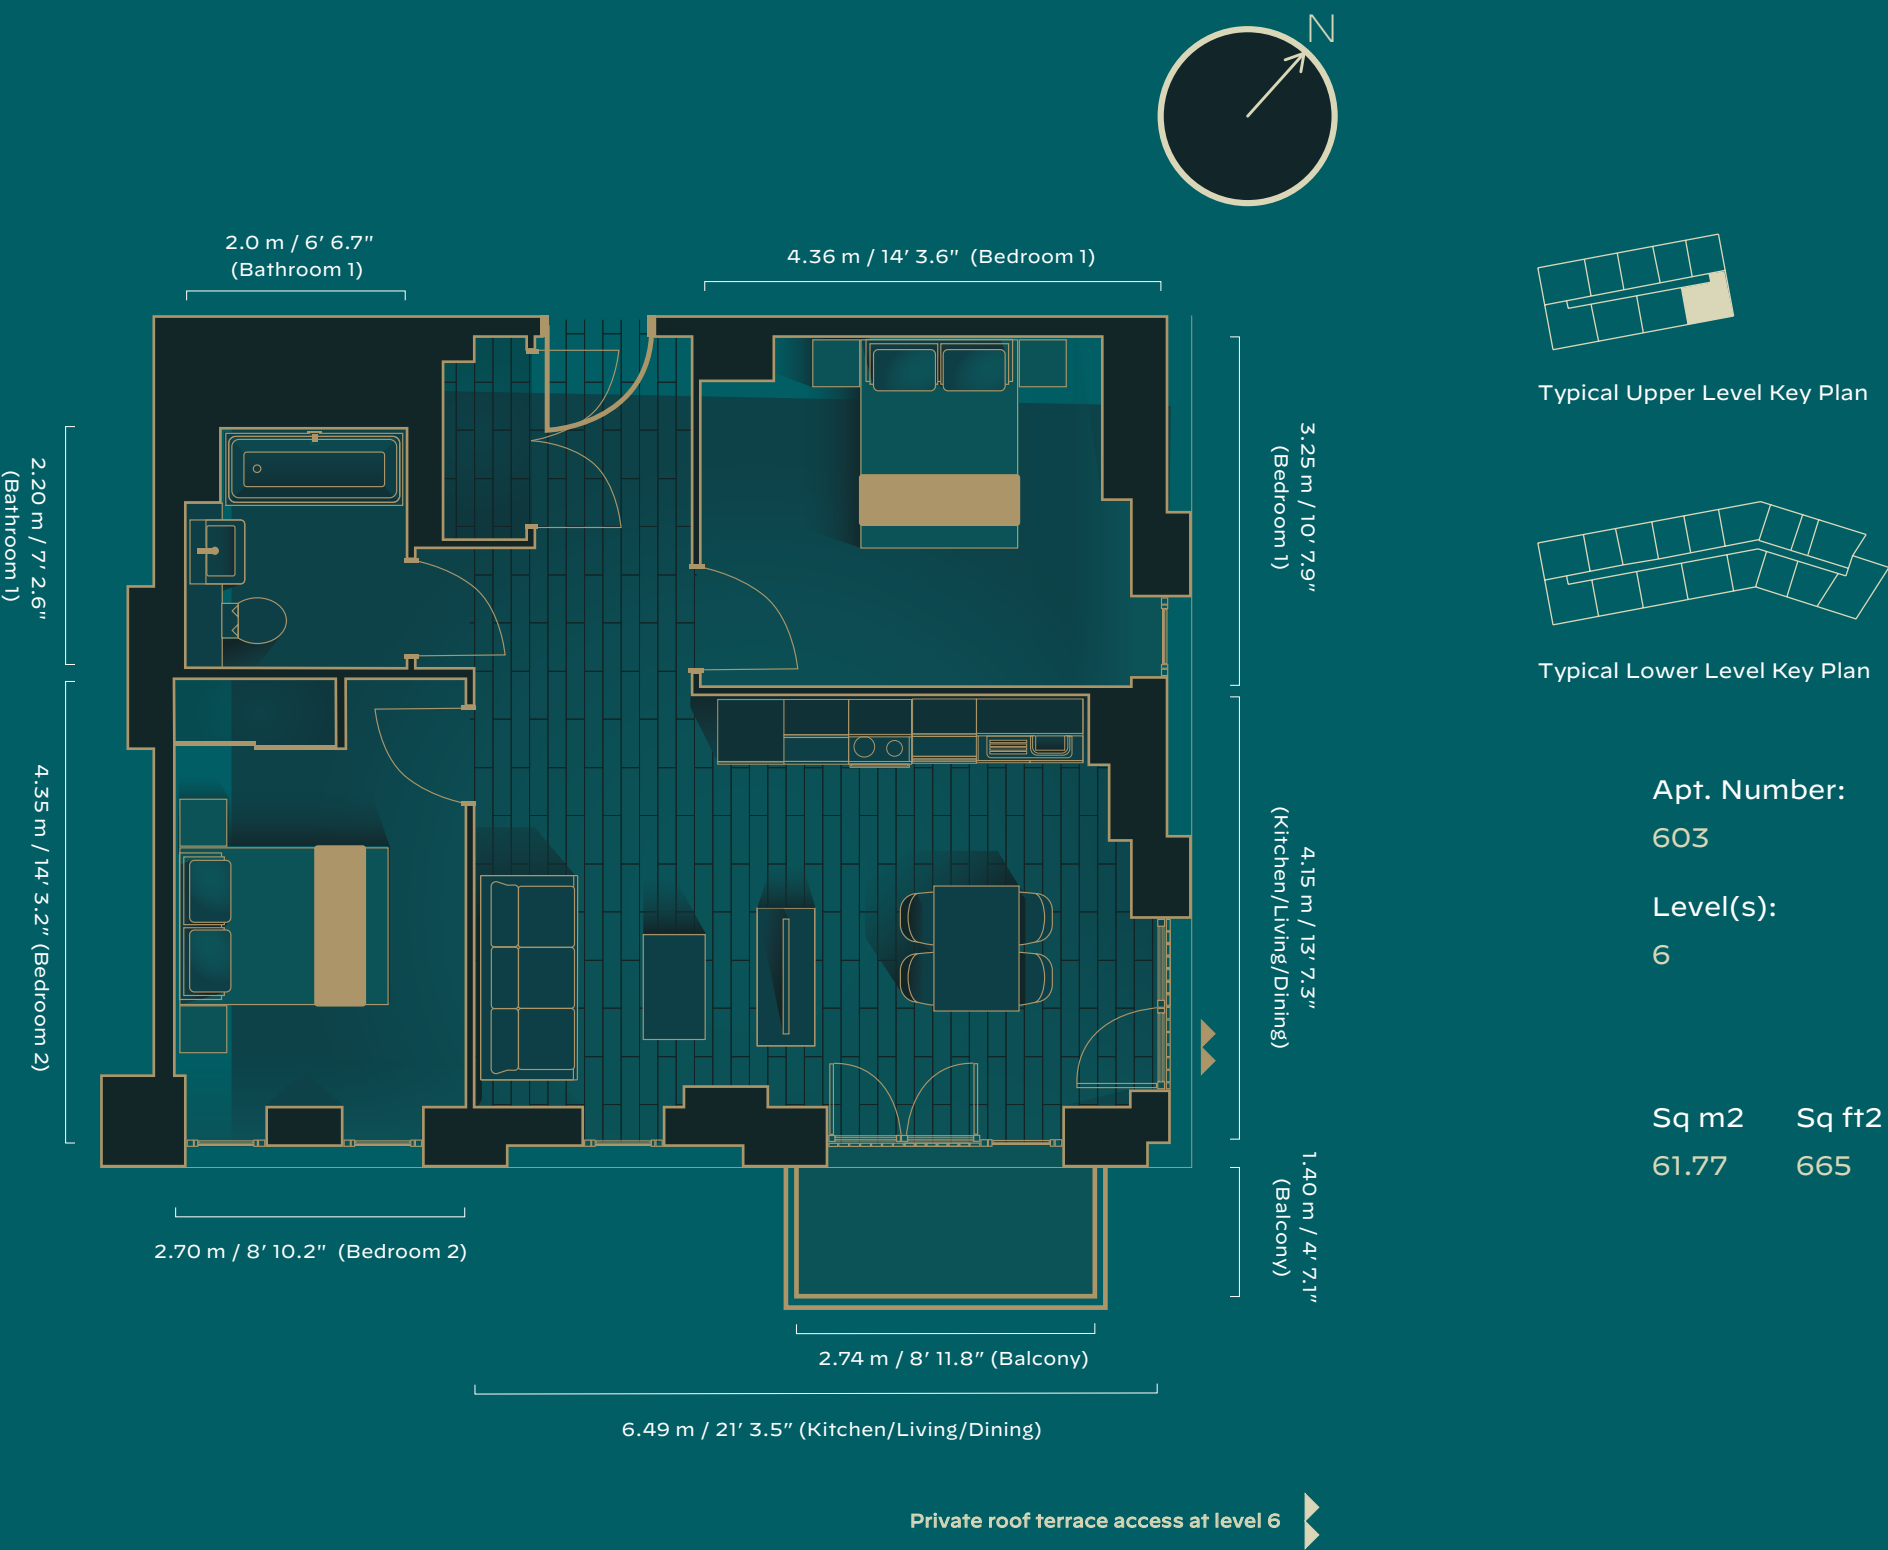 N
2.0 m / 6′ 6.7″
(Bathroom 1)
4.36 m / 14′ 3.6″ (Bedroom 1)
2.20 m / 7′ 2.6″
(Bathroom 1)
4.35 m / 14′ 3.2″ (Bedroom 2)
3.25 m / 10′ 7.9″
(Bedroom 1)
4.15 m / 13′ 7.3″
(Kitchen/Living/Dining)
1.40 m / 4′ 7.1″
(Balcony)
2.70 m / 8′ 10.2″ (Bedroom 2)
2.74 m / 8′ 11.8″ (Balcony)
6.49 m / 21′ 3.5″ (Kitchen/Living/Dining)
Private roof terrace access at level 6
Typical Upper Level Key Plan
Typical Lower Level Key Plan
Apt. Number:
603
Level(s):
6
Sq m2 Sq ft2
61.77 665